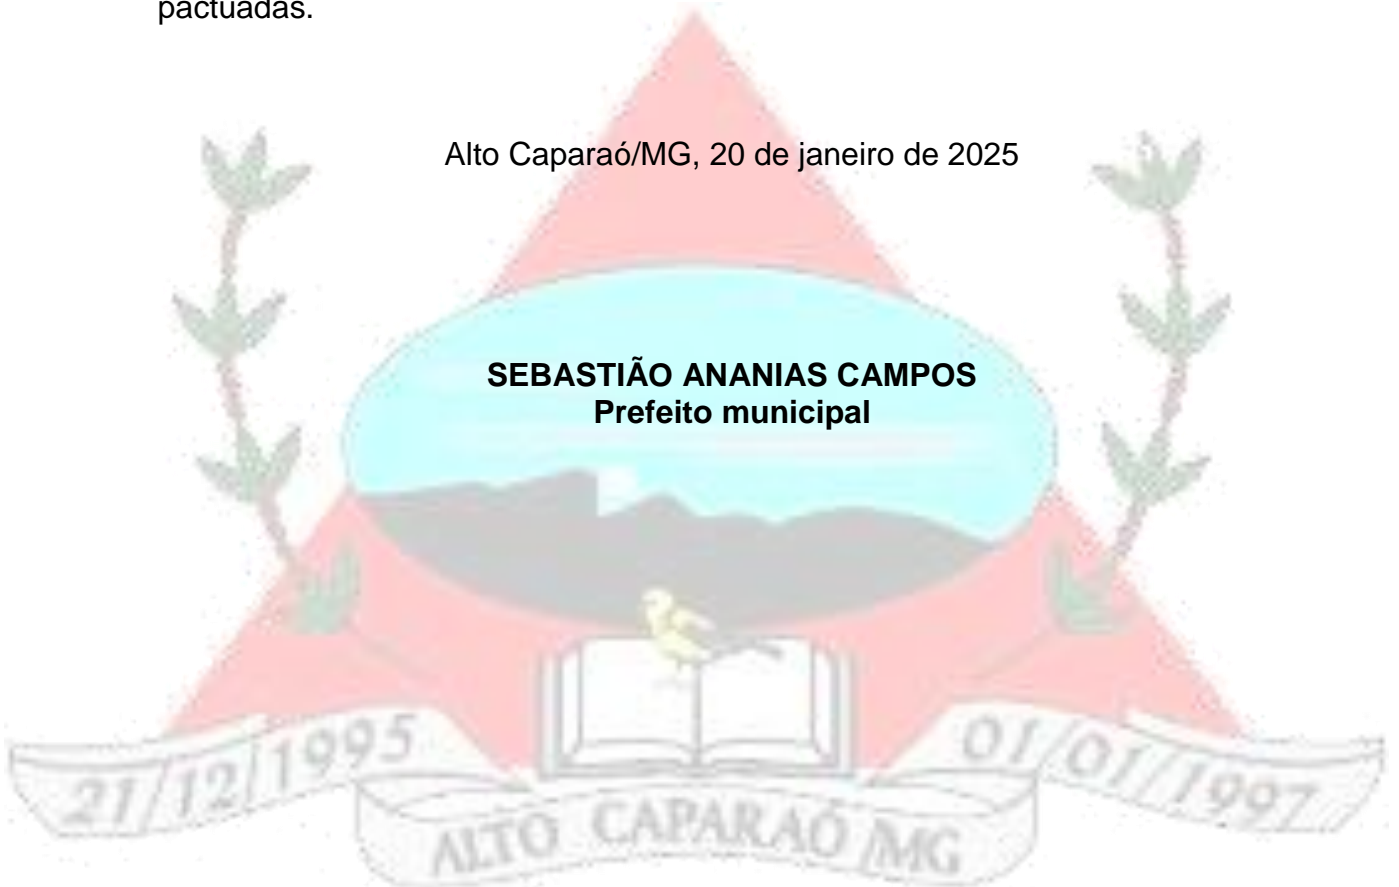 pactuadas.
Alto Caparaó/MG, 20 de janeiro de 2025
SEBASTIÃO ANANIAS CAMPOS
Prefeito municipal
21/12/1995
01/01/1997
ALTO CAPARAÓ/MG